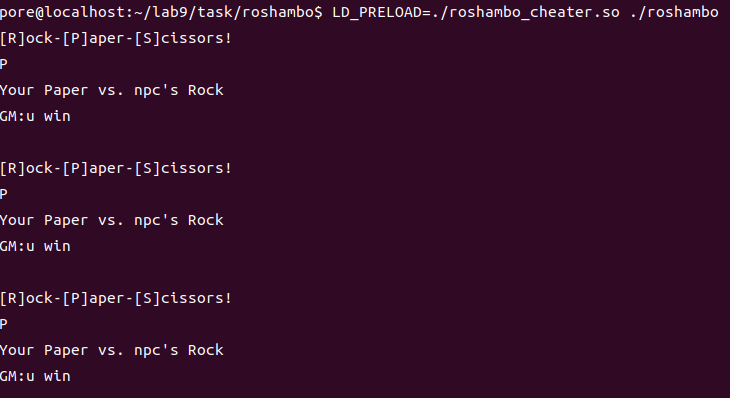 pore@localhost:~/lab9/task/roshambo$ LD_PRELOAD=./roshambo_cheater.so ./roshambo
[R]ock-[P]aper-[S]cissors!
P
Your Paper vs. npc's Rock
GM:u win

[R]ock-[P]aper-[S]cissors!
P
Your Paper vs. npc's Rock
GM:u win

[R]ock-[P]aper-[S]cissors!
P
Your Paper vs. npc's Rock
GM:u win